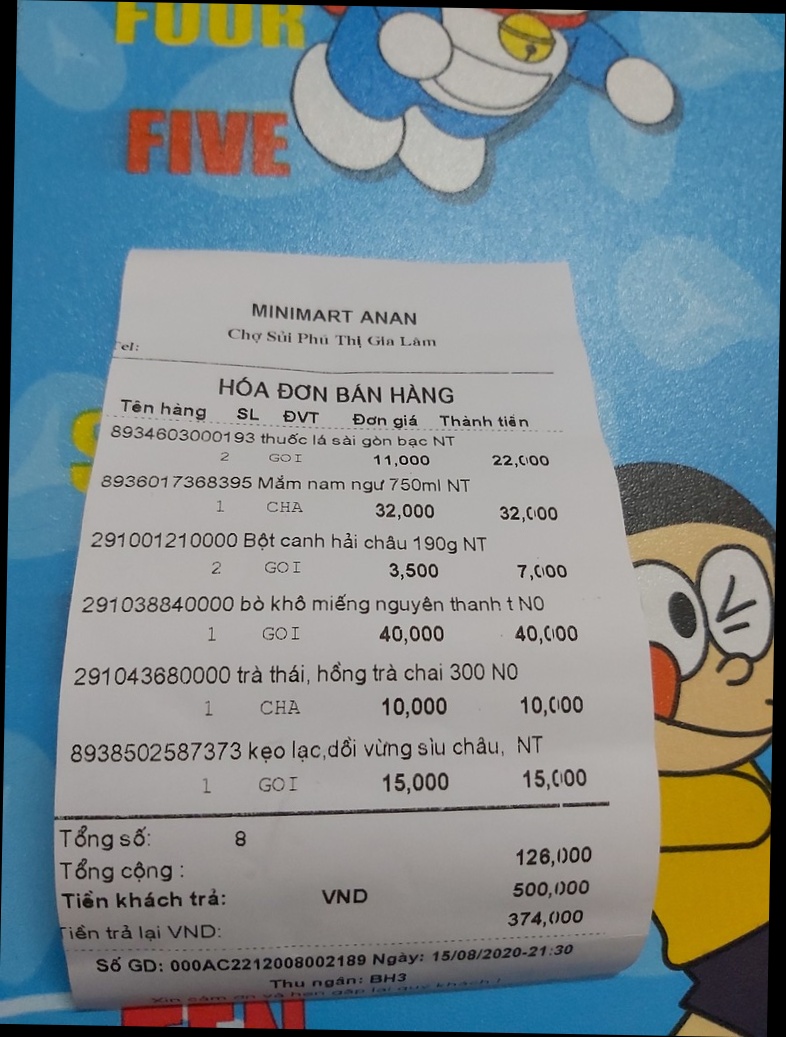 FOUR
FIVE
MINIMART ANAN
Chợ Sủi Phú Thị Gia Lâm
Tel:
HÓA ĐƠN BÁN HÀNG
Tên hàng SL ĐVT Đơn giá Thành tiền
8934603000193 thuốc lá sài gòn bạc NT
2 GOI 11,000 22,000
8936017368395 Mắm nam ngư 750ml NT
1 CHA 32,000 32,000
291001210000 Bột canh hải châu 190g NT
2 GOI 3,500 7,000
291038840000 bò khô miếng nguyên thanh t N0
1 GOI 40,000 40,000
291043680000 trà thái, hồng trà chai 300 N0
1 CHA 10,000 10,000
8938502587373 kẹo lạc,dồi vừng sìu châu, NT
1 GOI 15,000 15,000
Tổng số: 8
Tổng cộng : 126,000
Tiền khách trả: VND 500,000
Tiền trả lại VND: 374,000
Số GD: 000AC2212008002189 Ngày: 15/08/2020-21:30
Thu ngân: BH3
Xin cảm ơn và hẹn gặp lại quý khách !
TEN